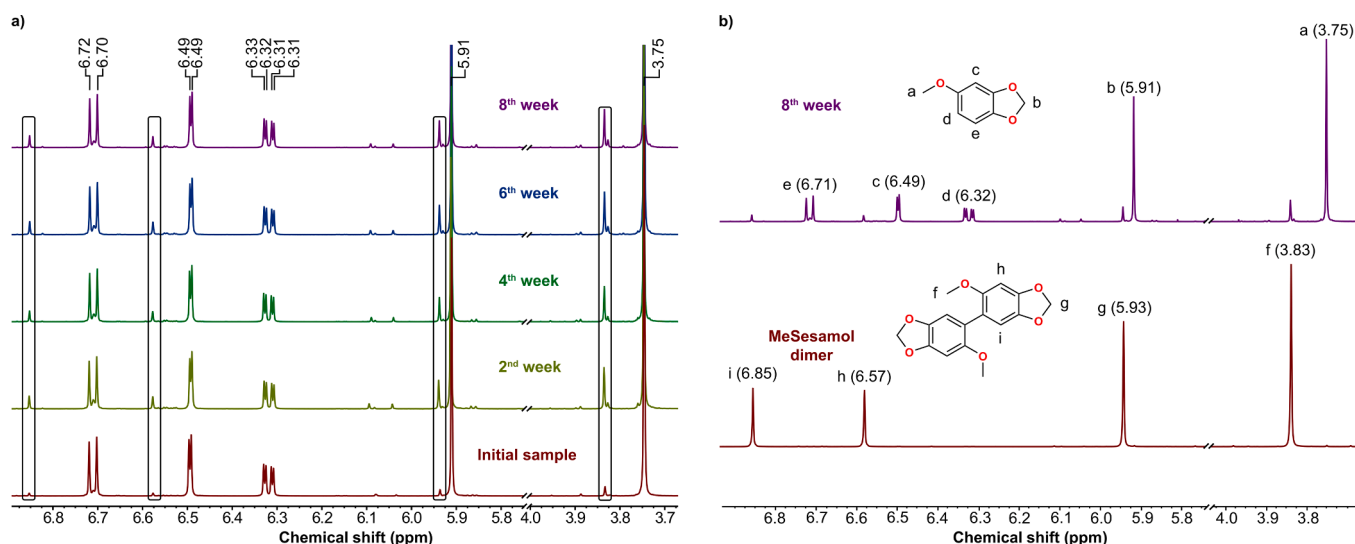 a)
6.72
6.70
6.49
6.49
6.33
6.32
6.31
6.31
5.91
3.75
8th week
6th week
4th week
2nd week
Initial sample
6.8 6.7 6.6 6.5 6.4 6.3 6.2 6.1 6.0 5.9 5.8 4.0 3.9 3.8 3.7
Chemical shift (ppm)
b)
a (3.75)
8th week
O
a
c
O
b
O
d
e
b (5.91)
e (6.71)
c (6.49)
d (6.32)
f (3.83)
MeSesamol
dimer
f
O
h
O
g
O
i
O
O
O
g (5.93)
i (6.85)
h (6.57)
6.8 6.7 6.6 6.5 6.4 6.3 6.2 6.1 6.0 5.9 5.8 4.0 3.9 3.8
Chemical shift (ppm)